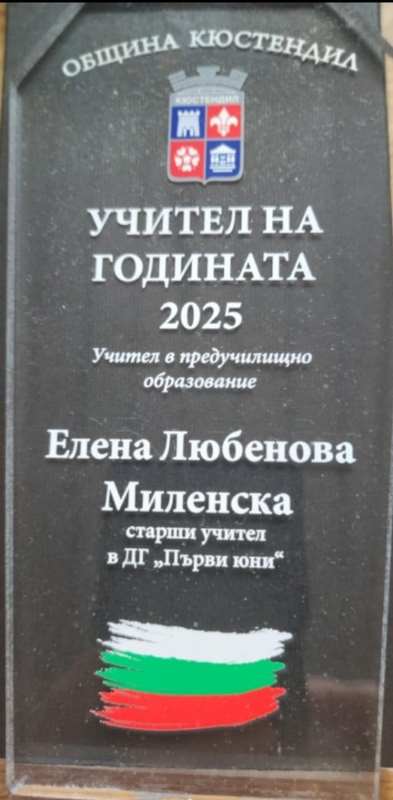 ОБЩИНА КЮСТЕНДИЛ
КЮСТЕНДИЛ
УЧИТЕЛ НА
ГОДИНАТА
2025
Учител в предучилищно
образование
Елена Любенова
Миленска
старши учител
в ДГ „Първи юни“